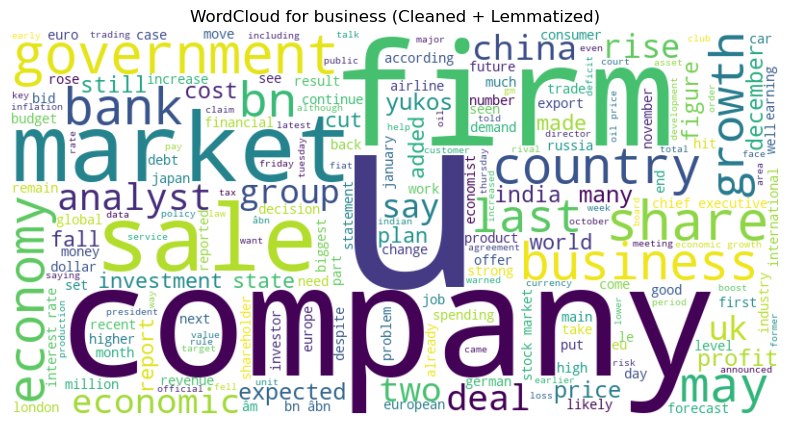 WordCloud for business (Cleaned + Lemmatized)
early euro trading case move talk major rise consumer growth club car
government including public according future court even
key rose still increase cost see result airline much trade figure asset december
inflation bid bank bn although continue yukos seen number export deficit november hit order well earning
budget claim financial latest cut back added demand oil price development
market firm china
remain rate debt friday tuesday pay help oil told customer director russia rival total face
analyst japan tax fiat january work economist thursday india many end area chief executive
fall global data policy law group decision say indian increased october week board country
money saying service reported want âbn statement plan change product agreement last share meeting economic growth international
economy sale u world business
dollar set investment state need biggest part offer strong warned currency come good boost
production president way shareholder investor europe despite problem job spending main first industry
recent next value rule target higher month report already take put period lower former uk level
interest rate company
million revenue official fell unit two came german stock market high le ed risk day profit announced
london economic âm expected bn âbn european deal earlier loss price likely forecast may